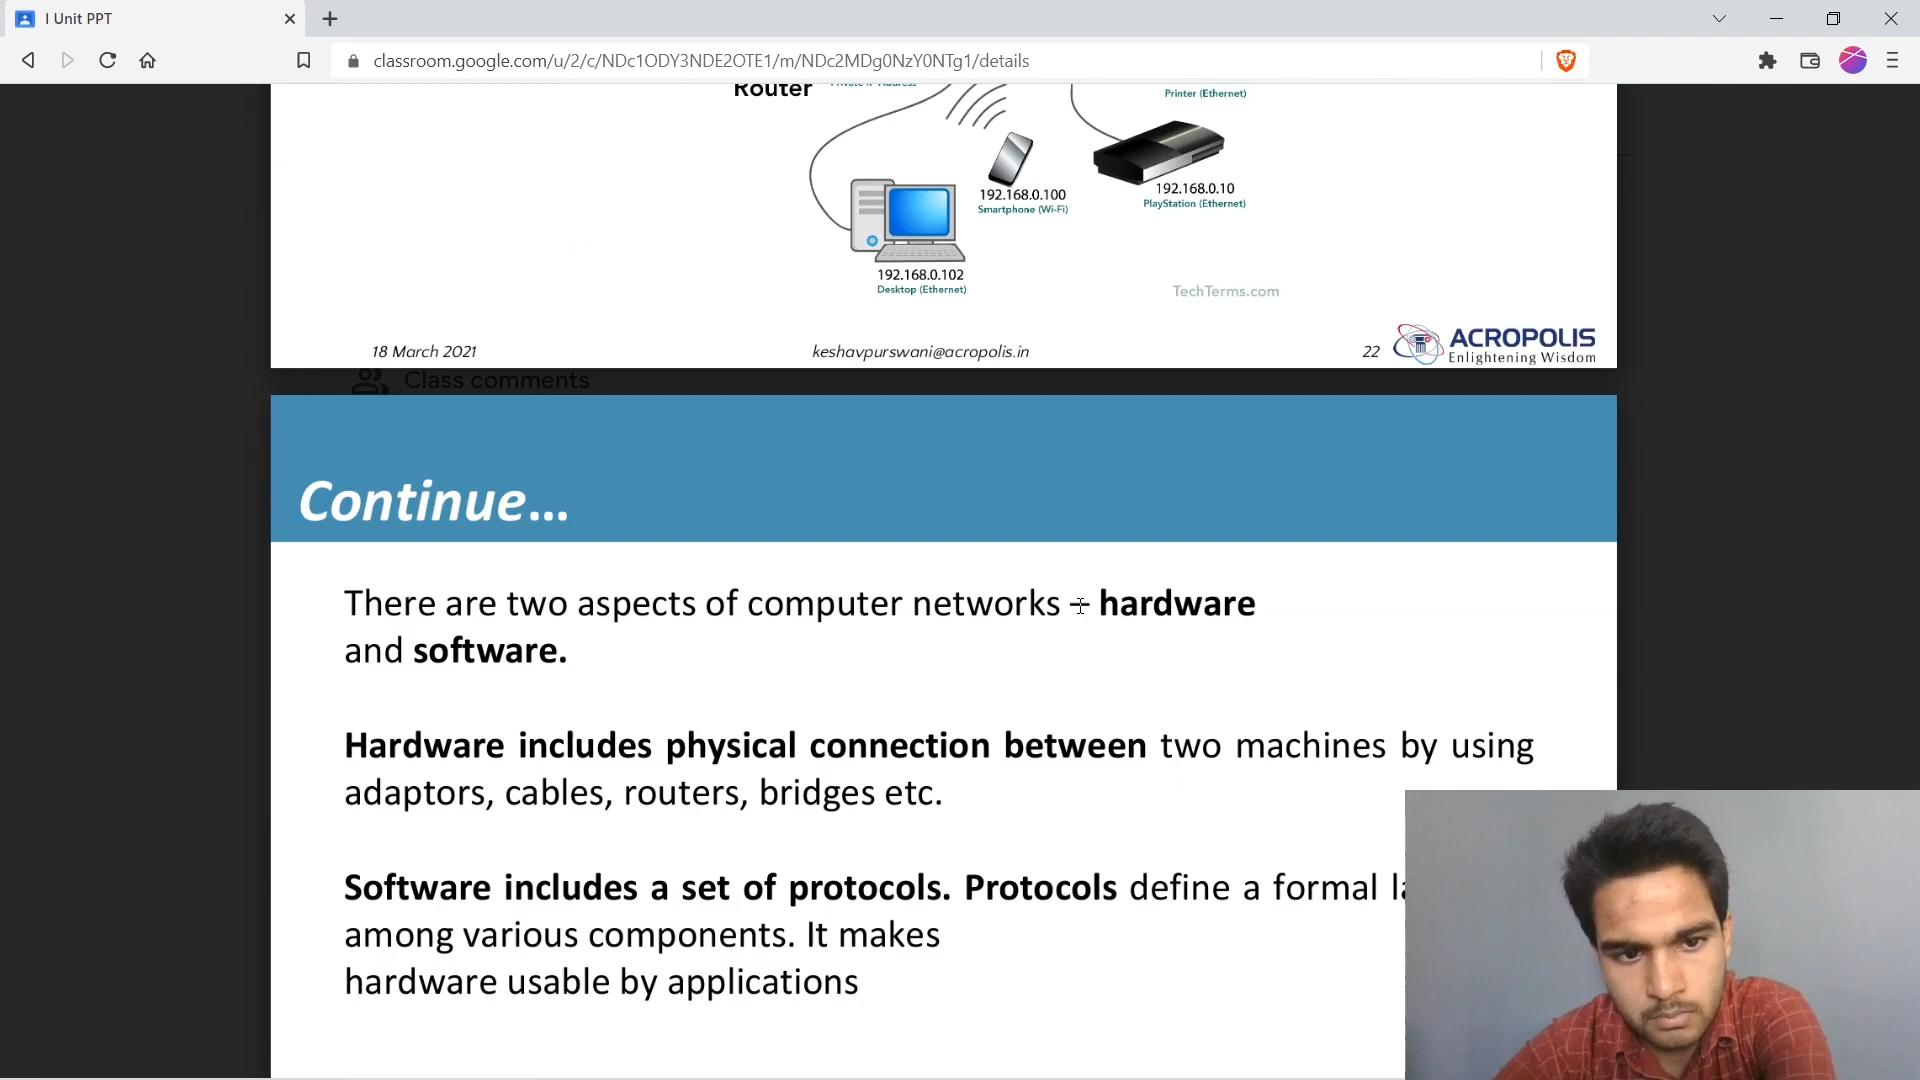 I Unit PPT
classroom.google.com/u/2/c/NDc1ODY3NDE2OTE1/m/NDc2MDg0NzY0NTg1/details
Router
Private IP Address
Printer (Ethernet)
192.168.0.100
Smartphone (Wi-Fi)
192.168.0.10
PlayStation (Ethernet)
192.168.0.102
Desktop (Ethernet)
TechTerms.com
18 March 2021
keshavpurswani@acropolis.in
22
ACROPOLIS
Enlightening Wisdom
Class comments
Continue...
There are two aspects of computer networks – hardware
and software.
Hardware includes physical connection between two machines by using
adaptors, cables, routers, bridges etc.
Software includes a set of protocols. Protocols define a formal
among various components. It makes
hardware usable by applications